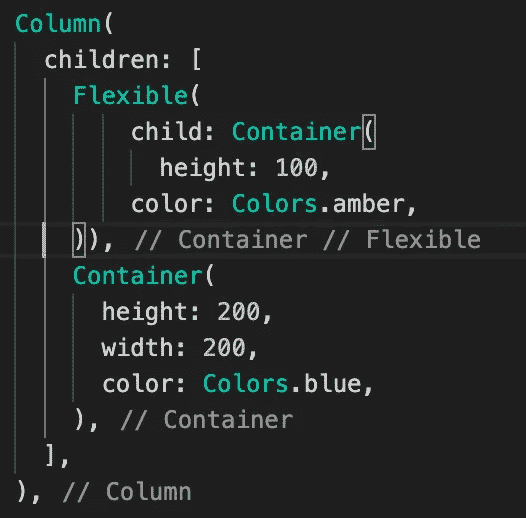 Column(
  children: [
    Flexible(
        child: Container(
          height: 100,
        color: Colors.amber,
    )), // Container // Flexible
    Container(
      height: 200,
      width: 200,
      color: Colors.blue,
    ), // Container
  ],
), // Column